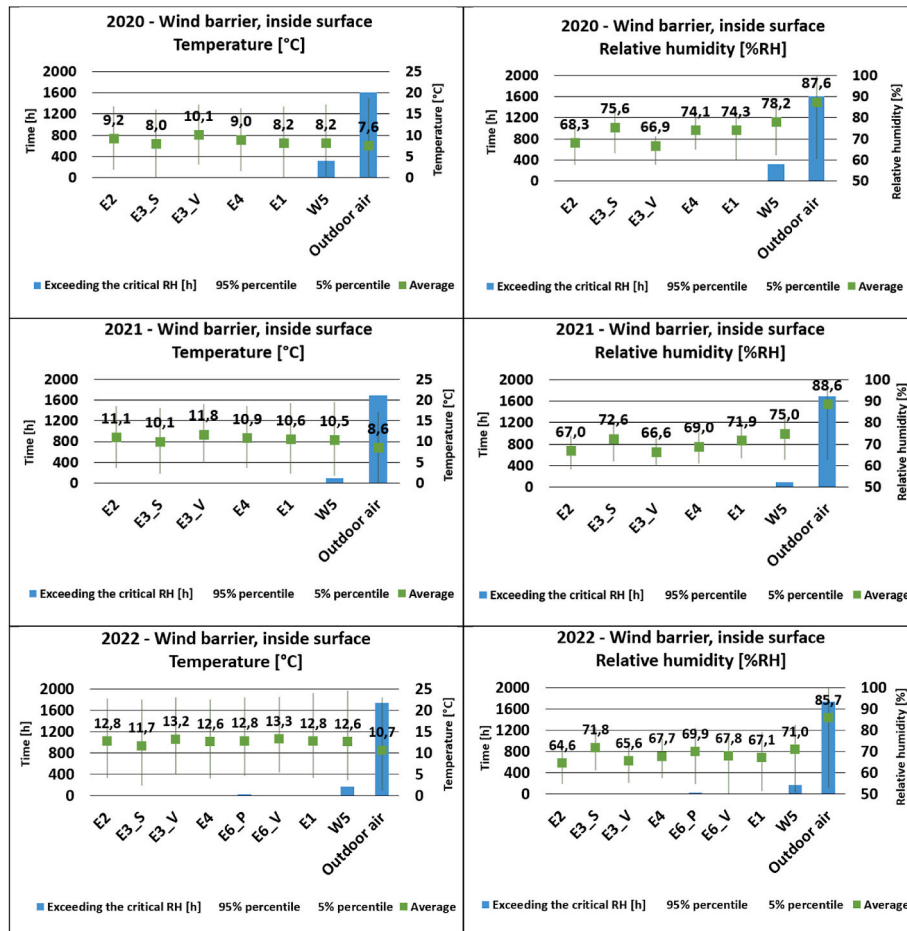 2020 - Wind barrier, inside surface
Temperature [°C]
2000 1600 1200 800 400 0
Time [h]
25 20 15 10 5 0
Temperature [°C]
9,2 8,0 10,1 9,0 8,2 8,2 7,6
E2 E3_S E3_V E4 E1 W5 Outdoor air
Exceeding the critical RH [h] 95% percentile 5% percentile Average
2020 - Wind barrier, inside surface
Relative humidity [%RH]
2000 1600 1200 800 400 0
Time [h]
100 90 80 70 60 50
Relative humidity [%]
68,3 75,6 66,9 74,1 74,3 78,2 87,6
E2 E3_S E3_V E4 E1 W5 Outdoor air
Exceeding the critical RH [h] 95% percentile 5% percentile Average
2021 - Wind barrier, inside surface
Temperature [°C]
2000 1600 1200 800 400 0
Time [h]
25 20 15 10 5 0
Temperature [°C]
11,1 10,1 11,8 10,9 10,6 10,5 8,6
E2 E3_S E3_V E4 E1 W5 Outdoor air
Exceeding the critical RH [h] 95% percentile 5% percentile Average
2021 - Wind barrier, inside surface
Relative humidity [%RH]
2000 1600 1200 800 400 0
Time [h]
100 90 80 70 60 50
Relative humidity [%]
67,0 72,6 66,6 69,0 71,9 75,0 88,6
E2 E3_S E3_V E4 E1 W5 Outdoor air
Exceeding the critical RH [h] 95% percentile 5% percentile Average
2022 - Wind barrier, inside surface
Temperature [°C]
2000 1600 1200 800 400 0
Time [h]
25 20 15 10 5 0
Temperature [°C]
12,8 11,7 13,2 12,6 12,8 13,3 12,8 12,6 10,7
E2 E3_S E3_V E4 E6_P E6_V E1 W5 Outdoor air
Exceeding the critical RH [h] 95% percentile 5% percentile Average
2022 - Wind barrier, inside surface
Relative humidity [%RH]
2000 1600 1200 800 400 0
Time [h]
100 90 80 70 60 50
Relative humidity [%]
64,6 71,8 65,6 67,7 69,9 67,8 67,1 71,0 85,7
E2 E3_S E3_V E4 E6_P E6_V E1 W5 Outdoor air
Exceeding the critical RH [h] 95% percentile 5% percentile Average